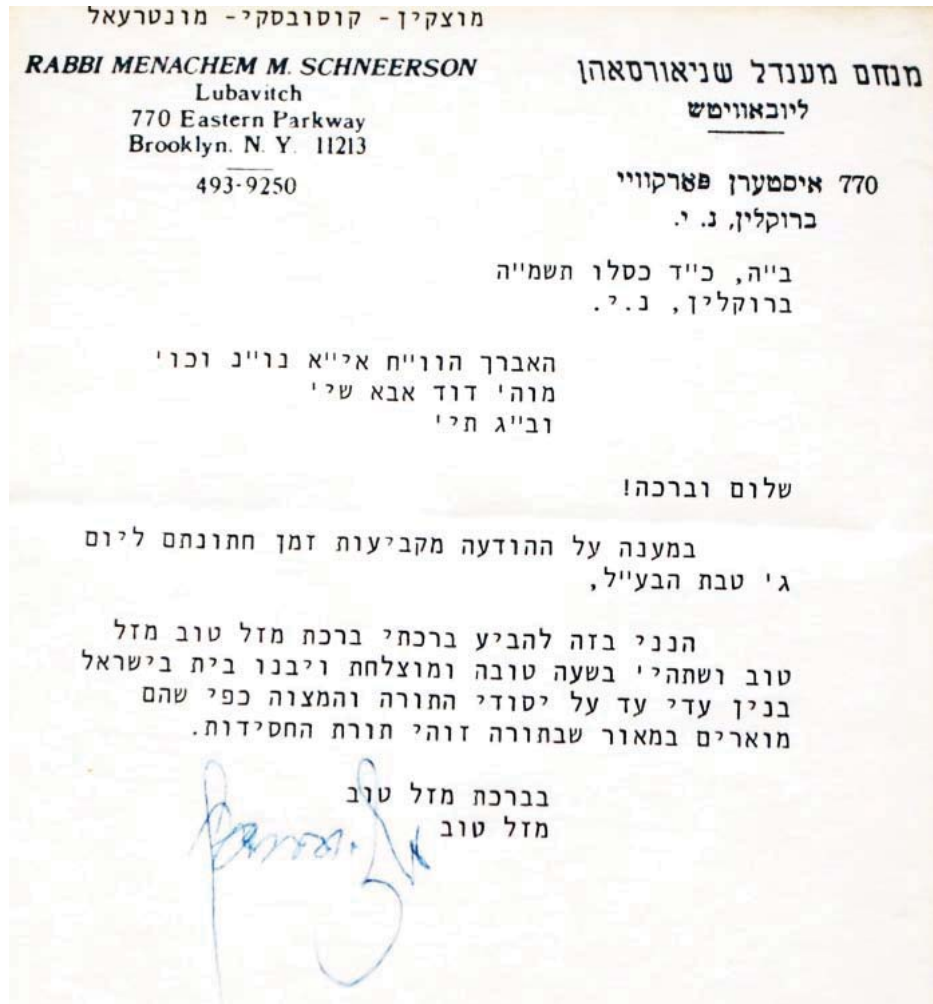 מוצקין - קוסובסקי - מונטרעאל
RABBI MENACHEM M. SCHNEERSON
Lubavitch
770 Eastern Parkway
Brooklyn. N. Y. 11213
493-9250
מנחם מענדל שניאורסאהן
ליובאוויטש
770 איסטערן פארקוויי
ברוקלין, נ. י.
ב"ה, כ"ד כסלו תשמ"ה
ברוקלין, נ.י.
האברך הוו"ח אי"א נו"נ וכו'
מוה' דוד אבא שי'
וב"ג תי'
שלום וברכה!
במענה על ההודעה מקביעות זמן חתונתם ליום
ג' טבת הבע"ל,
הנני בזה להביע ברכתי ברכת מזל טוב מזל
טוב ושתהי' בשעה טובה ומוצלחת ויבנו בית בישראל
בנין עדי עד על יסודי התורה והמצוה כפי שהם
מוארים במאור שבתורה זוהי תורת החסידות.
בברכת מזל טוב
מזל טוב